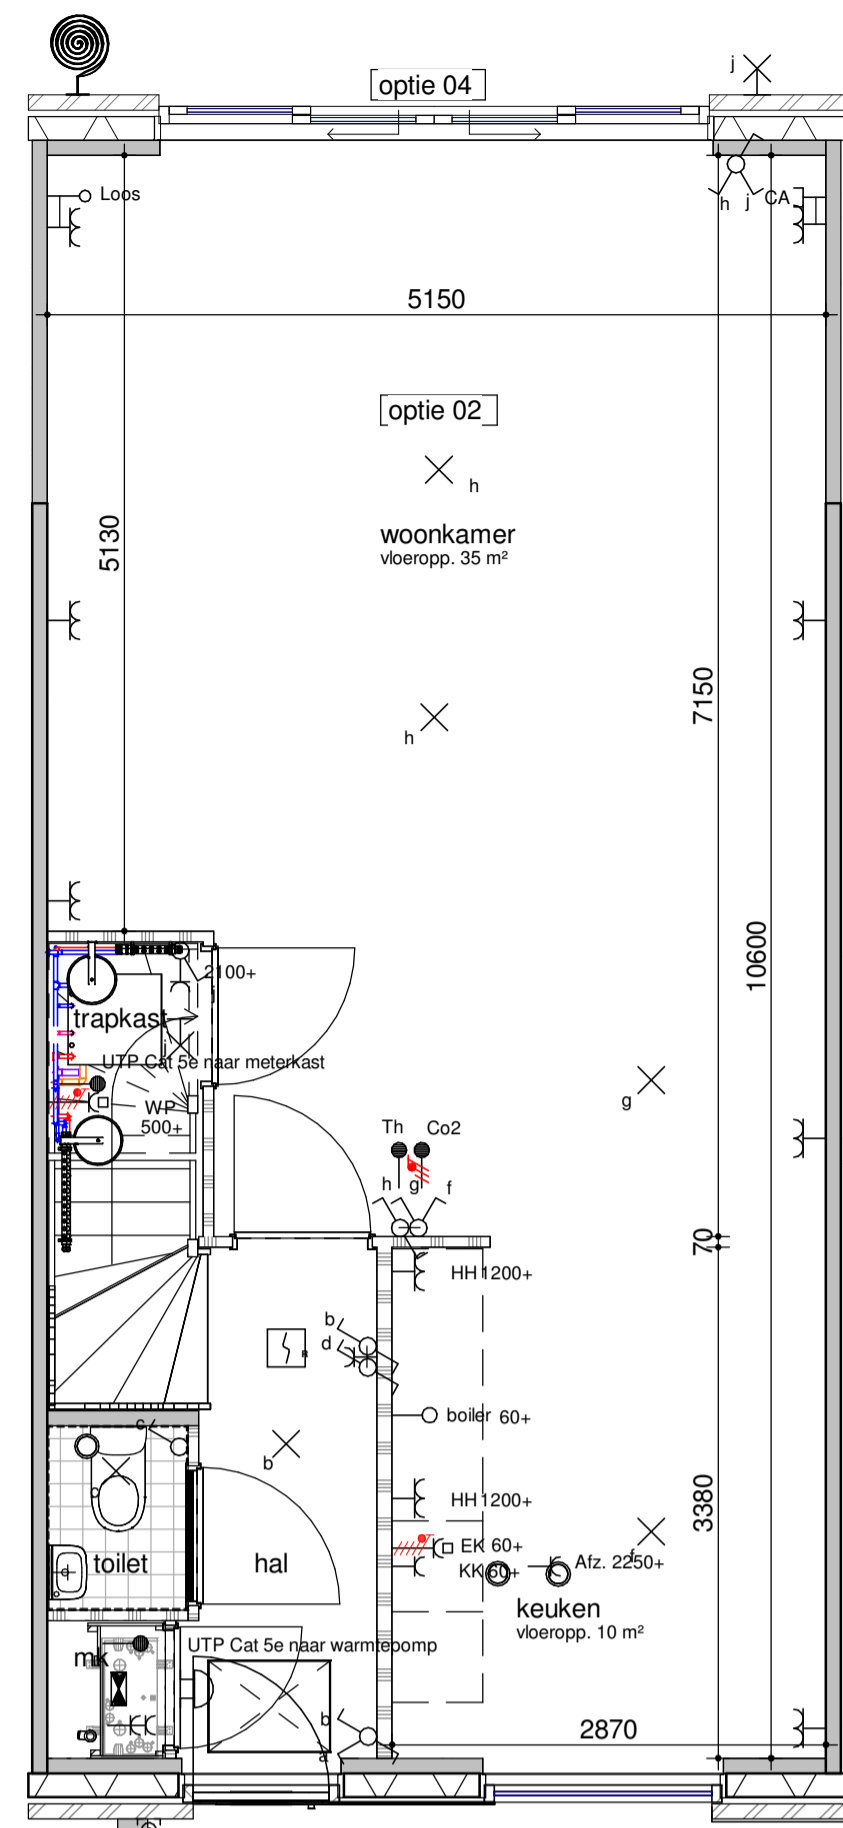 optie 04
j
Loos
h
j
CA
5150
optie 02
h
woonkamer
vloeropp. 35 m²
5130
7150
h
10600
2100+
trapkast
UTP Cat 5e naar meterkast
g
WP
500+
Th
Co2
h
g
f
70
HH 1200+
b
d
boiler 60+
c
b
HH 1200+
3380
EK 60+
KK 60+
Afz. 2250+
f
toilet
hal
keuken
vloeropp. 10 m²
UTP Cat 5e naar warmtepomp
mk
b
a
2870